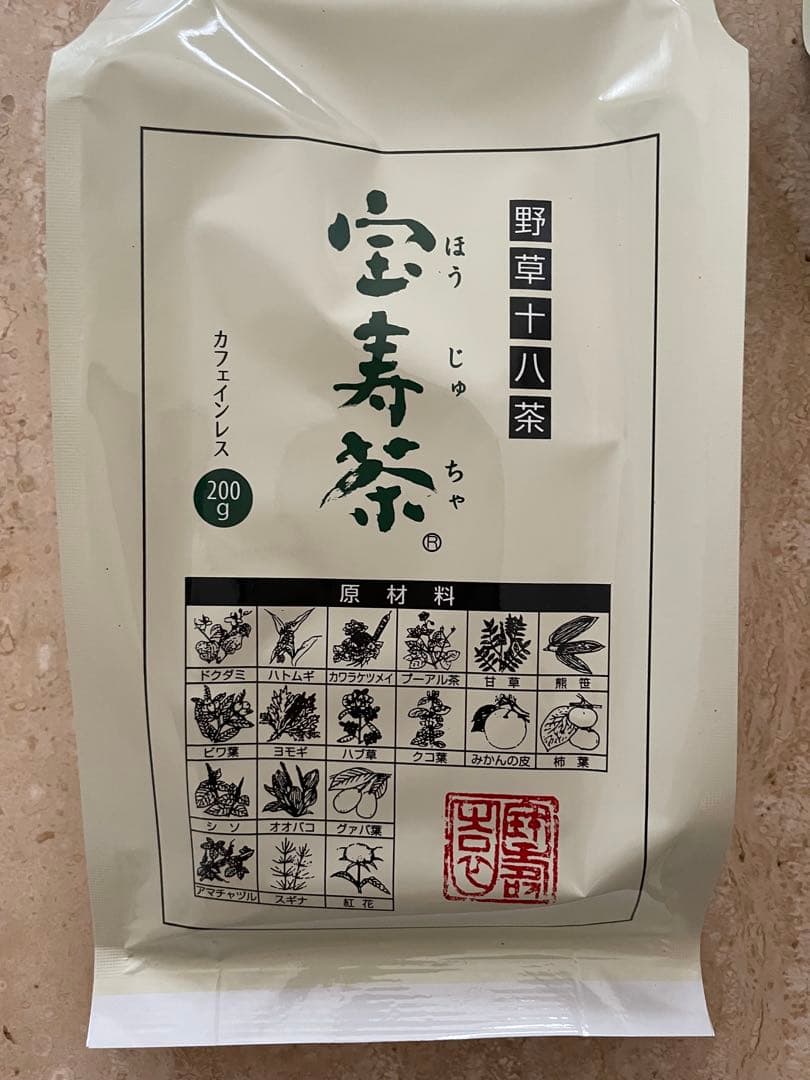 野草十八茶
宝寿茶
ほうじゅちゃ
®
カフェインレス
200
g
原材料
ドクダミ ハトムギ カワラケツメイ プーアル茶 甘草 熊笹
ビワ葉 ヨモギ ハブ草 クコ葉 みかんの皮 柿葉
シソ オオバコ グァバ葉
アマチャヅル スギナ 紅花